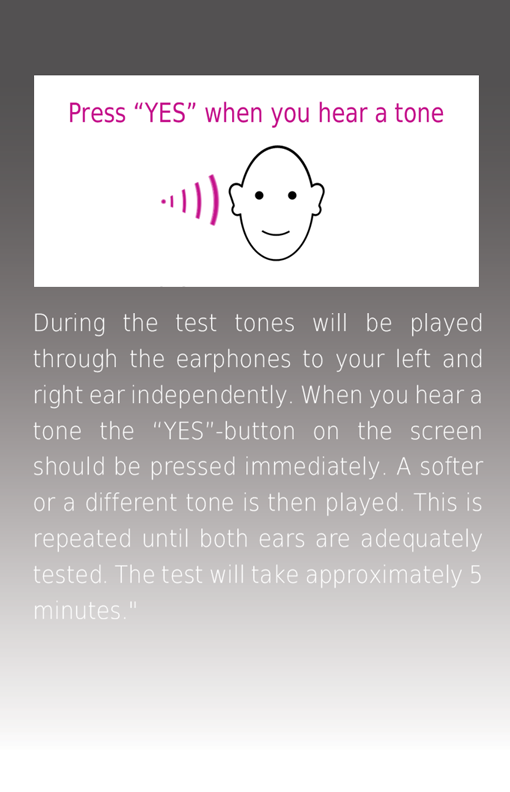 Press “YES” when you hear a tone
During the test tones will be played
through the earphones to your left and
right ear independently. When you hear a
tone the “YES”-button on the screen
should be pressed immediately. A softer
or a different tone is then played. This is
repeated until both ears are adequately
tested. The test will take approximately 5
minutes."